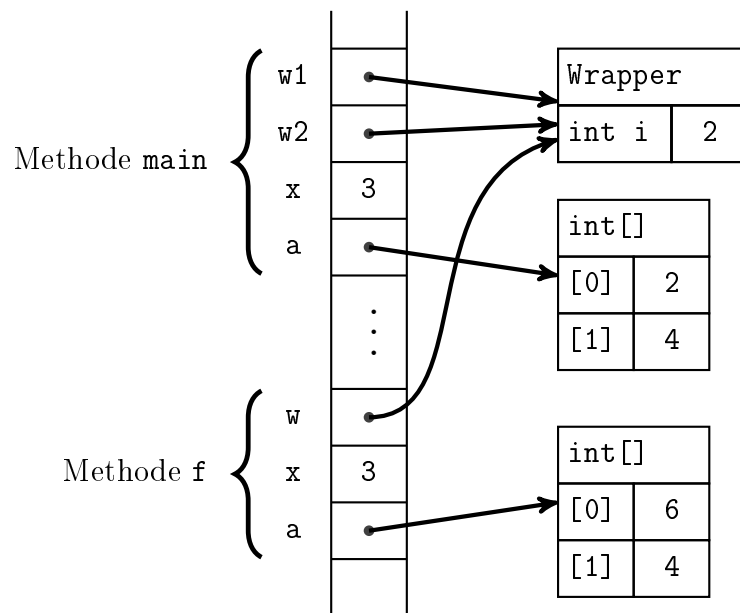 w1
Wrapper
Methode main
w2
int i 2
x 3
a
int[]
[0] 2
[1] 4
w
Methode f
x 3
a
int[]
[0] 6
[1] 4